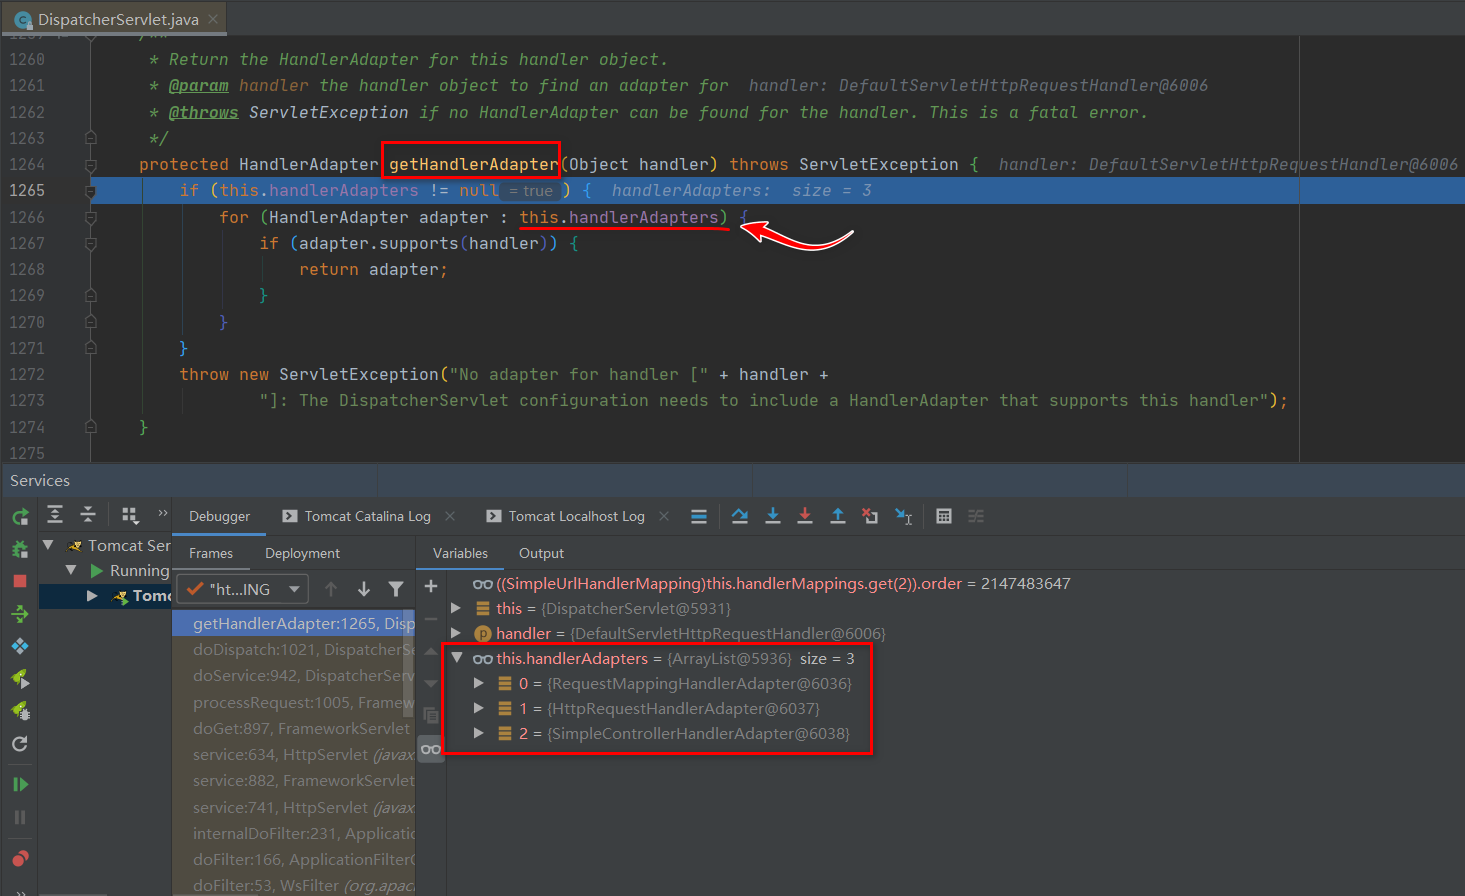 DispatcherServlet.java
1260 * Return the HandlerAdapter for this handler object.
1261 * @param handler the handler object to find an adapter for handler: DefaultServletHttpRequestHandler@6006
1262 * @throws ServletException if no HandlerAdapter can be found for the handler. This is a fatal error.
1263 */
1264 protected HandlerAdapter getHandlerAdapter(Object handler) throws ServletException { handler: DefaultServletHttpRequestHandler@6006
1265 if (this.handlerAdapters != null = true ) { handlerAdapters: size = 3
1266 for (HandlerAdapter adapter : this.handlerAdapters) {
1267 if (adapter.supports(handler)) {
1268 return adapter;
1269 }
1270 }
1271 }
1272 throw new ServletException("No adapter for handler [" + handler +
1273 "]: The DispatcherServlet configuration needs to include a HandlerAdapter that supports this handler");
1274 }
1275
Services
Debugger
Tomcat Catalina Log
Tomcat Localhost Log
Tomcat Ser
Running
Tomc
Frames
Deployment
"ht...ING
getHandlerAdapter:1265, Disp
doDispatch:1021, DispatcherSe
doService:942, DispatcherServ
processRequest:1005, Framew
doGet:897, FrameworkServlet
service:634, HttpServlet (javax
service:882, FrameworkServlet
service:741, HttpServlet (javax
internalDoFilter:231, Applicatio
doFilter:166, ApplicationFilterC
doFilter:53, WsFilter (org.apac
Variables
Output
((SimpleUrlHandlerMapping)this.handlerMappings.get(2)).order = 2147483647
this = {DispatcherServlet@5931}
handler = {DefaultServletHttpRequestHandler@6006}
this.handlerAdapters = {ArrayList@5936} size = 3
0 = {RequestMappingHandlerAdapter@6036}
1 = {HttpRequestHandlerAdapter@6037}
2 = {SimpleControllerHandlerAdapter@6038}